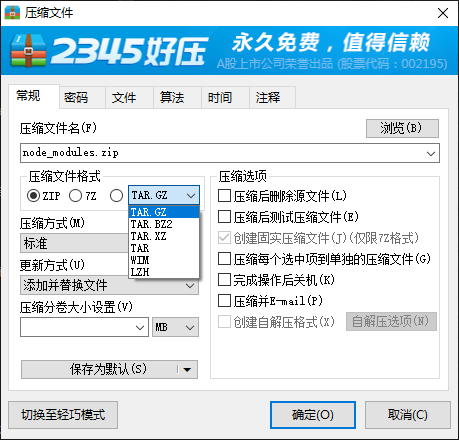 压缩文件
2345好压
永久免费，值得信赖
A股上市公司荣誉出品 (股票代码：002195)
常规 密码 文件 算法 时间 注释
压缩文件名(F)
浏览(B)
node_modules.zip
压缩文件格式
ZIP 7Z TAR.GZ
TAR.GZ
TAR.BZ2
TAR.XZ
TAR
WIM
LZH
压缩方式(M)
标准
更新方式(U)
添加并替换文件
压缩分卷大小设置(V)
MB
保存为默认(S)
压缩选项
压缩后删除源文件(L)
压缩后测试压缩文件(E)
创建固实压缩文件(J)(仅限7Z格式)
压缩每个选中项到单独的压缩文件(G)
完成操作后关机(K)
压缩并E-mail(P)
创建自解压格式(X) 自解压选项(N)
切换至轻巧模式
确定(O)
取消(C)